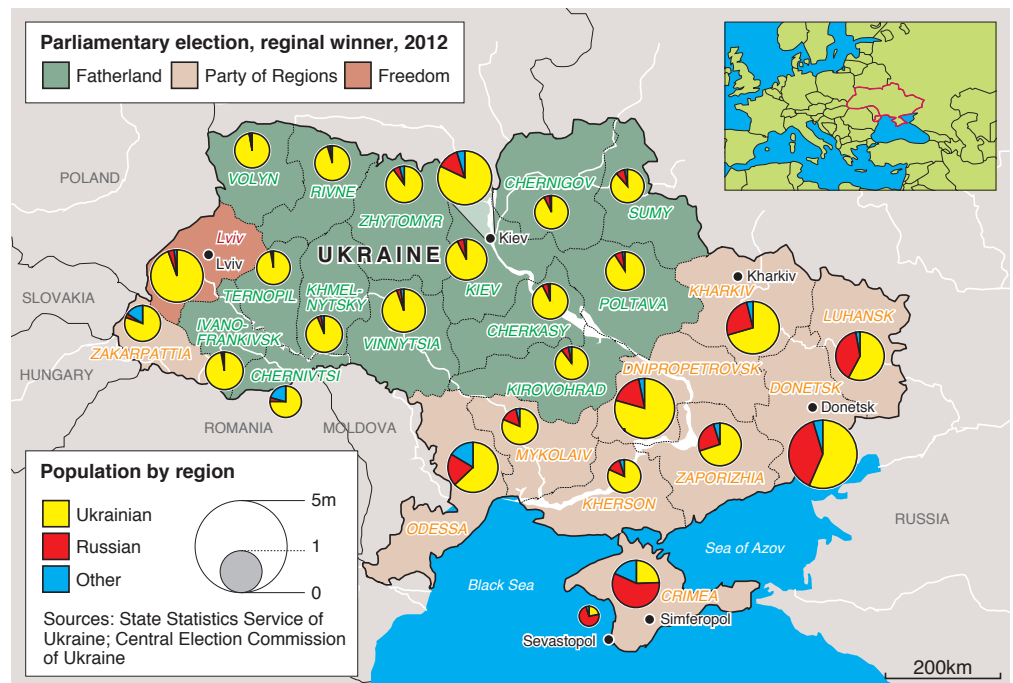 Parliamentary election, reginal winner, 2012
Fatherland
Party of Regions
Freedom
POLAND
SLOVAKIA
HUNGARY
ROMANIA
MOLDOVA
RUSSIA
UKRAINE
VOLYN
RIVNE
ZHYTOMYR
CHERNIGOV
SUMY
Kiev
Lviv
Lviv
TERNOPIL
KHMEL-
NYTSKY
KIEV
POLTAVA
Kharkiv
KHARKIV
LUHANSK
IVANO-
FRANKIVSK
VINNYTSIA
CHERKASY
ZAKARPATTIA
CHERNIVTSI
KIROVOHRAD
DNIPROPETROVSK
DONETSK
Donetsk
MYKOLAIV
ZAPORIZHIA
KHERSON
ODESSA
Sea of Azov
Black Sea
CRIMEA
Simferopol
Sevastopol
Population by region
Ukrainian
Russian
Other
5m
1
0
Sources: State Statistics Service of
Ukraine; Central Election Commission
of Ukraine
200km